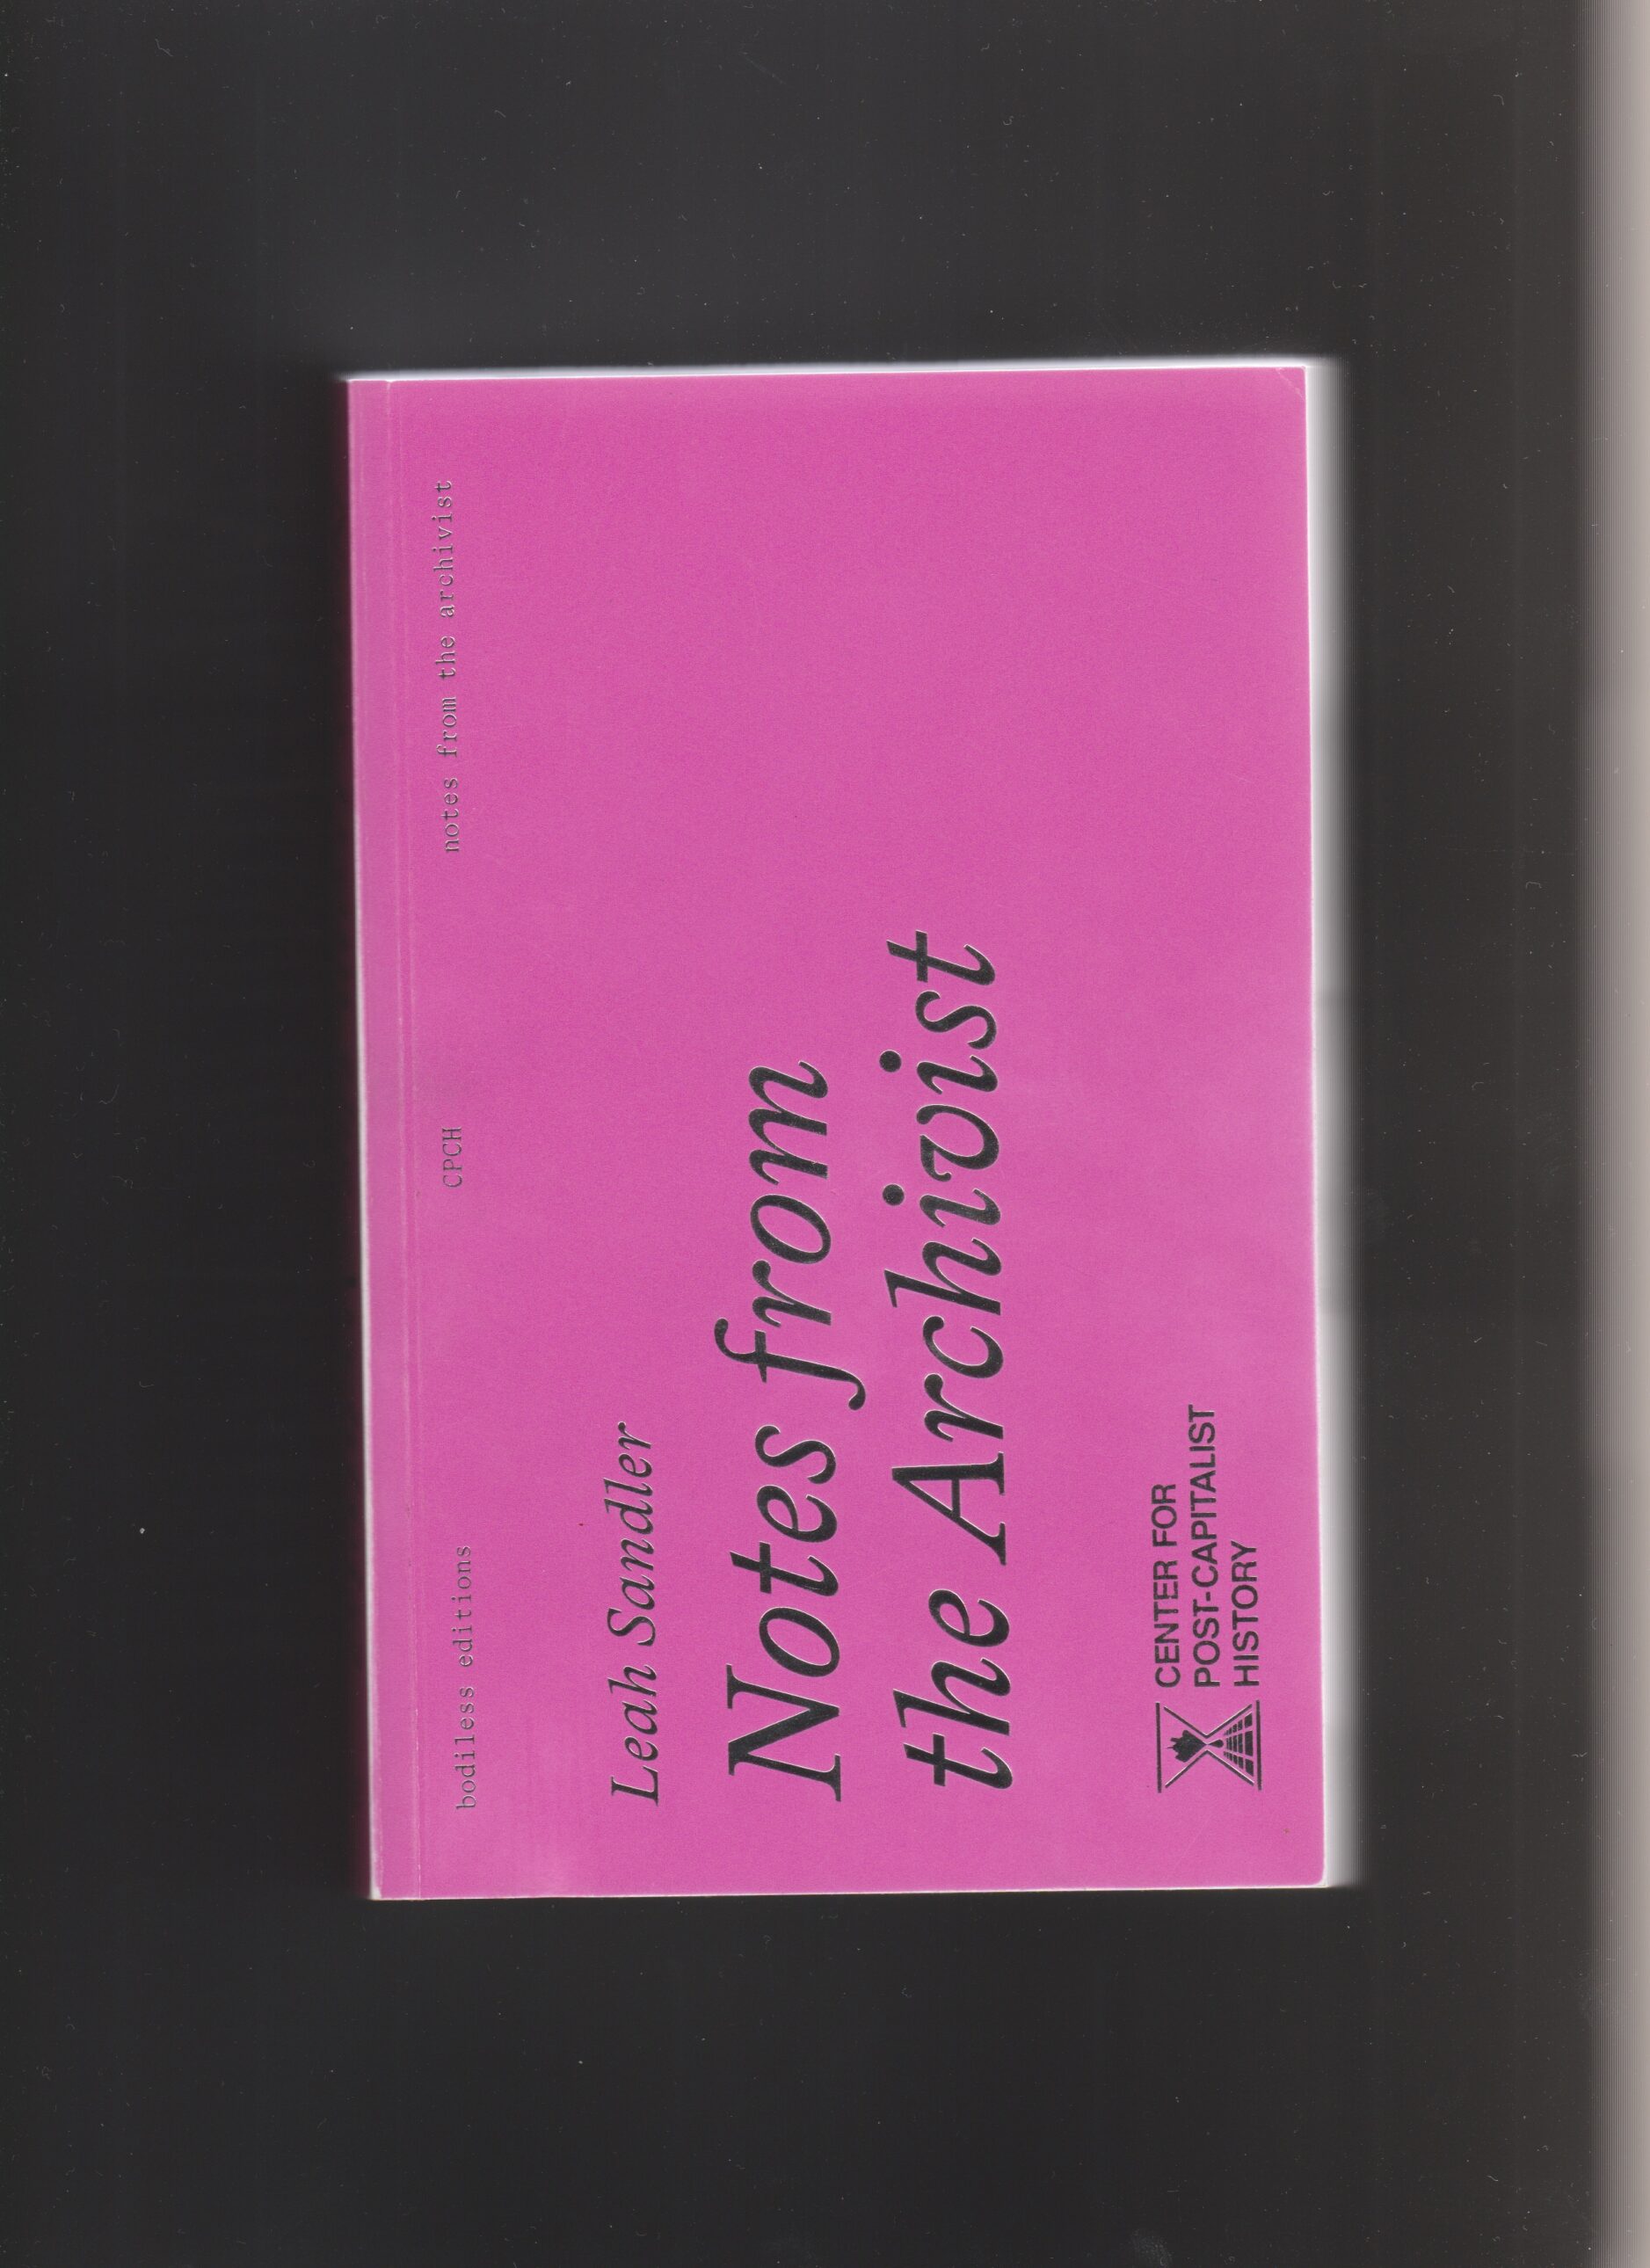 bodiless editions
CPCH
notes from the archivist
Leah Sandler
Notes from
the Archivist
CENTER FOR
POST-CAPITALIST
HISTORY